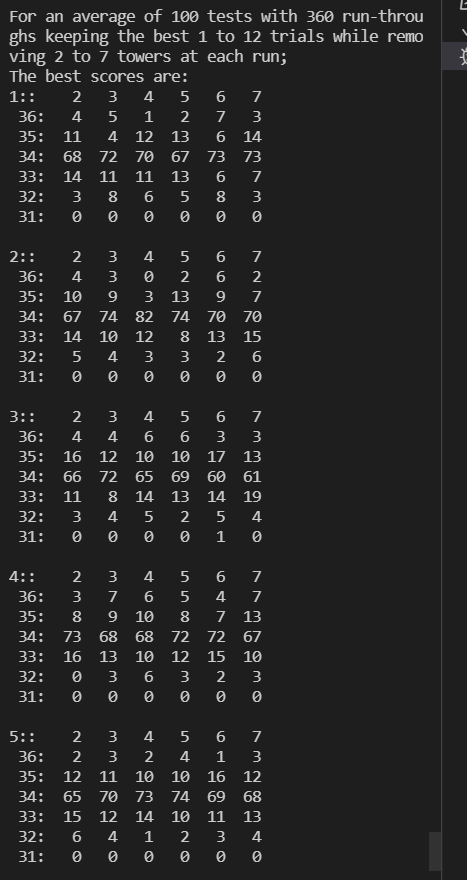 For an average of 100 tests with 360 run-throu
ghs keeping the best 1 to 12 trials while remo
ving 2 to 7 towers at each run;
The best scores are:
1::    2   3   4   5   6   7
 36:   4   5   1   2   7   3
 35:  11   4  12  13   6  14
 34:  68  72  70  67  73  73
 33:  14  11  11  13   6   7
 32:   3   8   6   5   8   3
 31:   0   0   0   0   0   0

2::    2   3   4   5   6   7
 36:   4   3   0   2   6   2
 35:  10   9   3  13   9   7
 34:  67  74  82  74  70  70
 33:  14  10  12   8  13  15
 32:   5   4   3   3   2   6
 31:   0   0   0   0   0   0

3::    2   3   4   5   6   7
 36:   4   4   6   6   3   3
 35:  16  12  10  10  17  13
 34:  66  72  65  69  60  61
 33:  11   8  14  13  14  19
 32:   3   4   5   2   5   4
 31:   0   0   0   0   1   0

4::    2   3   4   5   6   7
 36:   3   7   6   5   4   7
 35:   8   9  10   8   7  13
 34:  73  68  68  72  72  67
 33:  16  13  10  12  15  10
 32:   0   3   6   3   2   3
 31:   0   0   0   0   0   0

5::    2   3   4   5   6   7
 36:   2   3   2   4   1   3
 35:  12  11  10  10  16  12
 34:  65  70  73  74  69  68
 33:  15  12  14  10  11  13
 32:   6   4   1   2   3   4
 31:   0   0   0   0   0   0